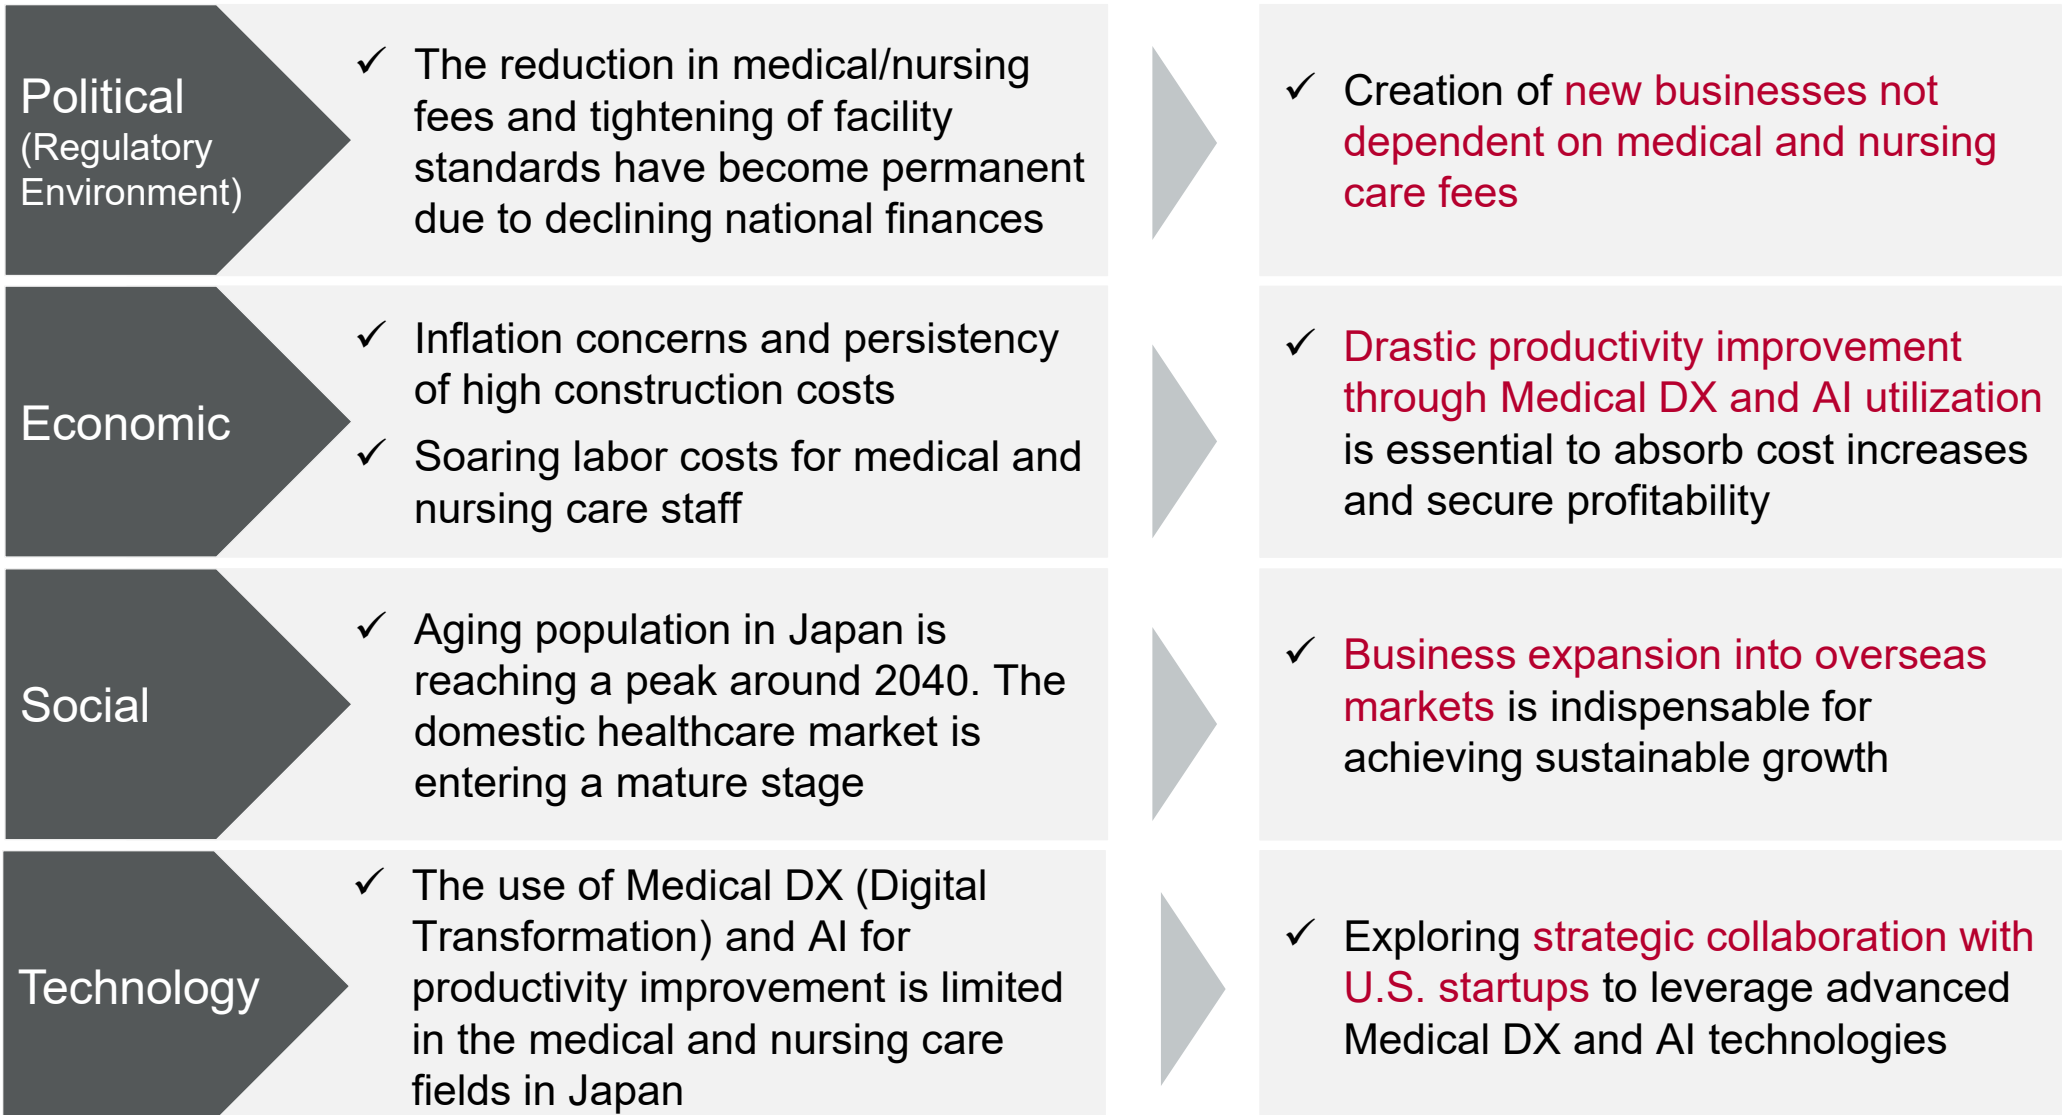 Political
(Regulatory
Environment)
✓ The reduction in medical/nursing
fees and tightening of facility
standards have become permanent
due to declining national finances
✓ Creation of new businesses not
dependent on medical and nursing
care fees
Economic
✓ Inflation concerns and persistency
of high construction costs
✓ Soaring labor costs for medical and
nursing care staff
✓ Drastic productivity improvement
through Medical DX and AI utilization
is essential to absorb cost increases
and secure profitability
Social
✓ Aging population in Japan is
reaching a peak around 2040. The
domestic healthcare market is
entering a mature stage
✓ Business expansion into overseas
markets is indispensable for
achieving sustainable growth
Technology
✓ The use of Medical DX (Digital
Transformation) and AI for
productivity improvement is limited
in the medical and nursing care
fields in Japan
✓ Exploring strategic collaboration with
U.S. startups to leverage advanced
Medical DX and AI technologies